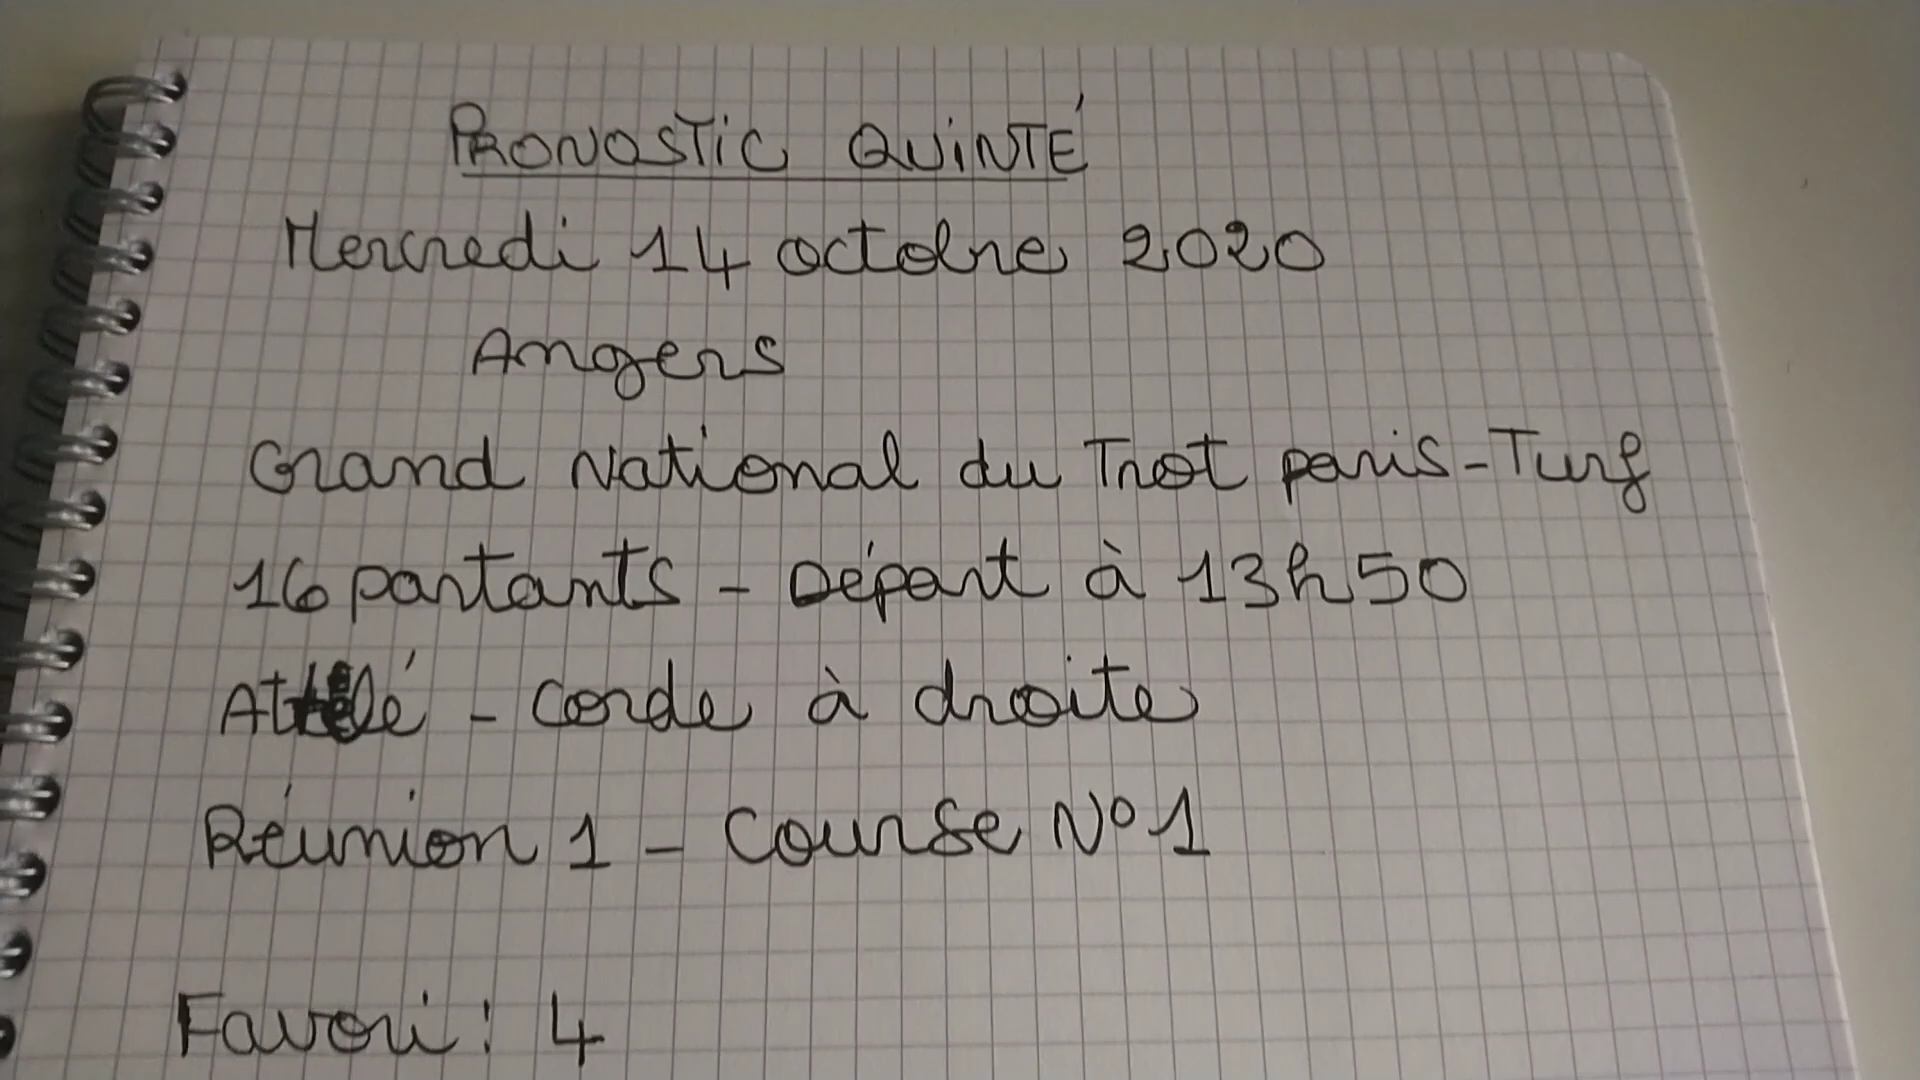 PRONOSTIC QUINTÉ
Mercredi 14 octobre 2020
Angers
Grand National du Trot paris-Turf
16 partants - Départ à 13h50
Attelé - corde à droite
Réunion 1 - Course N°1
Favori : 4